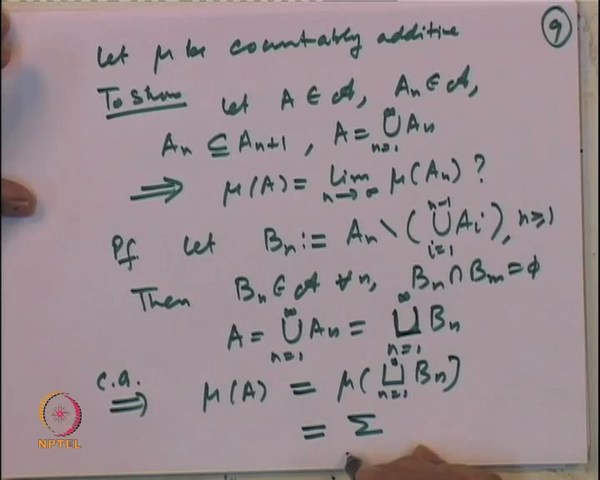 9
Let μ be countably additive
To Show Let A ∈ 𝒜, Aₙ ∈ 𝒜,
Aₙ ⊆ Aₙ₊₁, A = ⋃_{n=1}^{∞} Aₙ
⟹ μ(A) = lim_{n→∞} μ(Aₙ) ?
Pf Let Bₙ := Aₙ \ (⋃_{i=1}^{n-1} Aᵢ), n≥1
Then Bₙ ∈ 𝒜 ∀ n, Bₙ ∩ Bₘ = ϕ
A = ⋃_{n=1}^{∞} Aₙ = ⨆_{n=1}^{∞} Bₙ
c.a. ⟹ μ(A) = μ(⨆_{n=1}^{∞} Bₙ)
= Σ
NPTEL